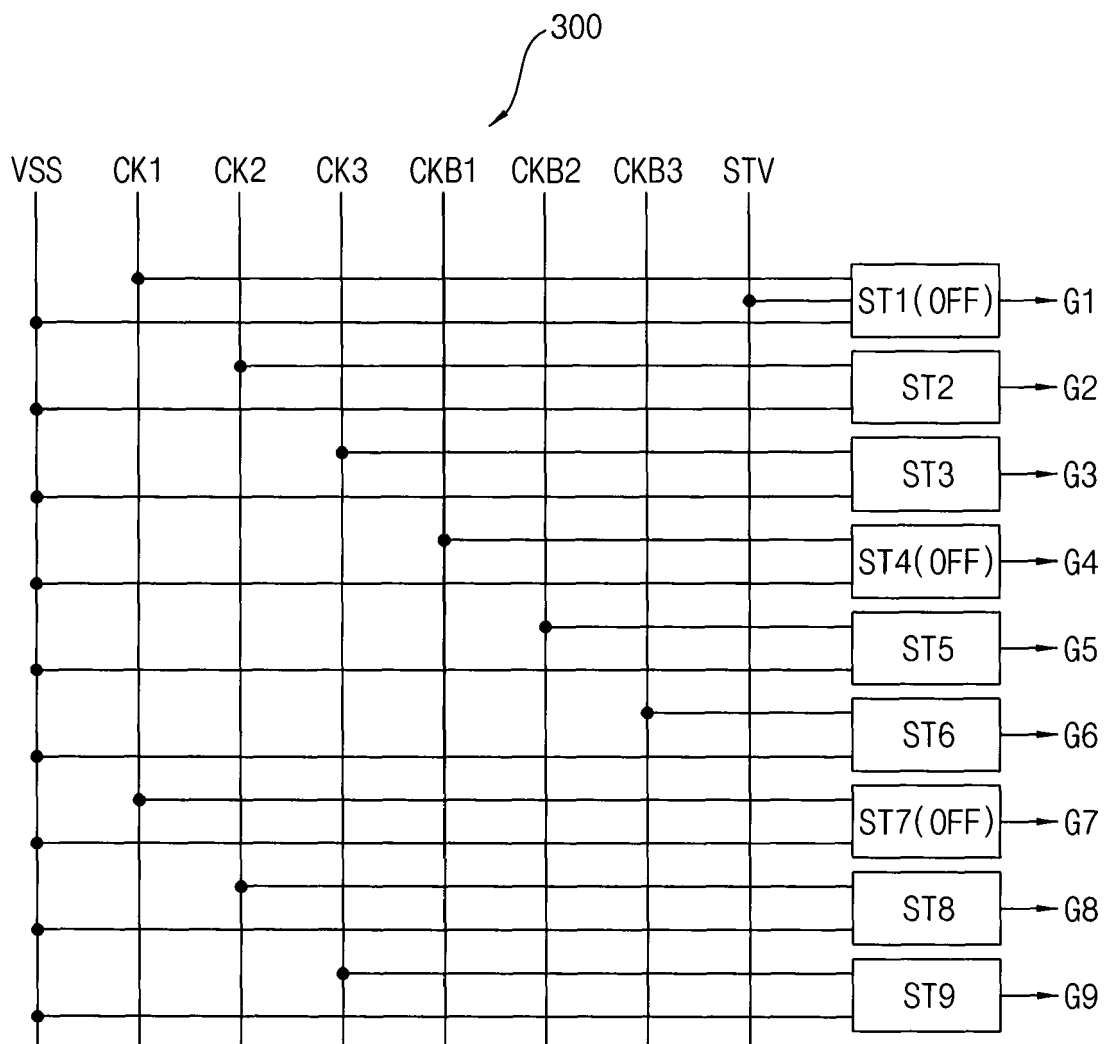 300
VSS CK1 CK2 CK3 CKB1 CKB2 CKB3 STV
ST1(OFF) G1
ST2 G2
ST3 G3
ST4(OFF) G4
ST5 G5
ST6 G6
ST7(OFF) G7
ST8 G8
ST9 G9